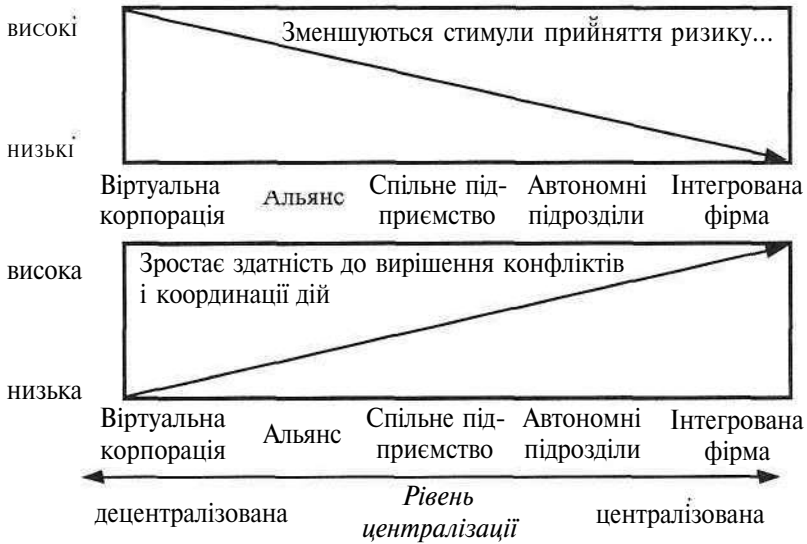 високі
Зменшуються стимули прийняття ризику...
низькі
Віртуальна корпорація
Альянс
Спільне під-
приємство
Автономні
підрозділи
Інтегрована
фірма
висока
Зростає здатність до вирішення конфліктів
і координації дій
низька
Віртуальна
корпорація
Альянс
Спільне під-
приємство
Автономні
підрозділи
Інтегрована
фірма
децентралізована
Рівень
централізації
централізована